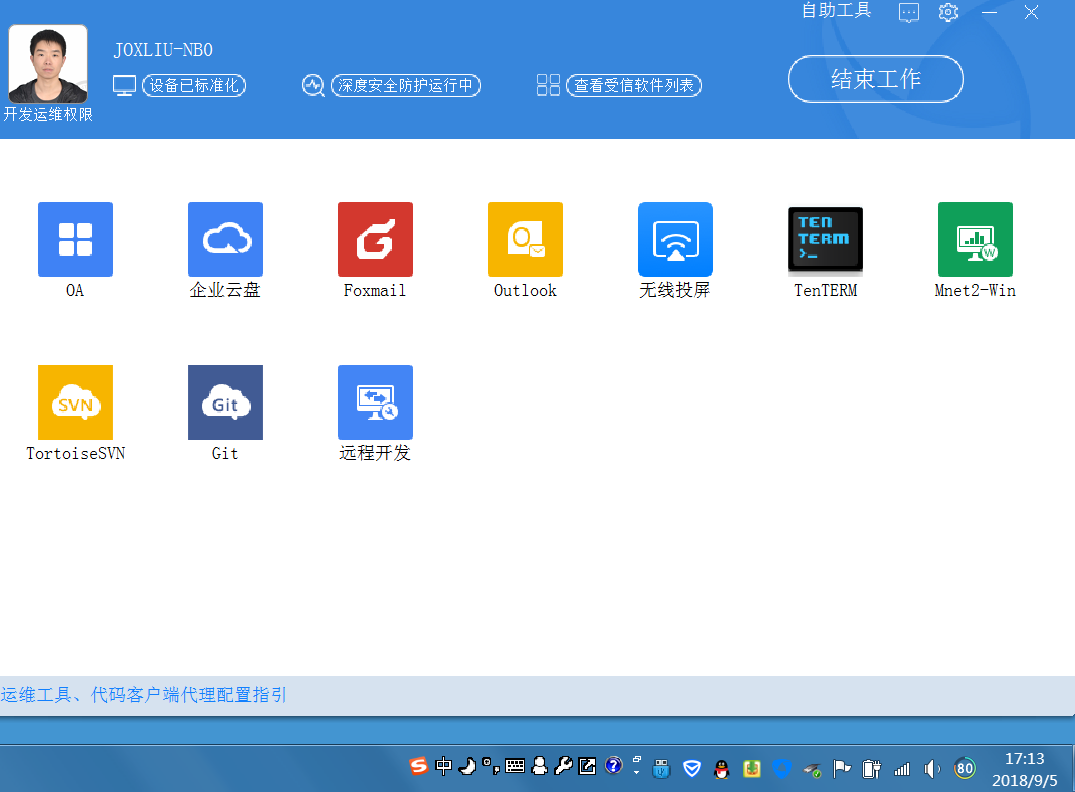 自助工具
JOXLIU-NB0
设备已标准化
深度安全防护运行中
查看受信软件列表
结束工作
开发运维权限
TEN
TERM
>_
W
OA
企业云盘
Foxmail
Outlook
无线投屏
TenTERM
Mnet2-Win
SVN
Git
TortoiseSVN
Git
远程开发
运维工具、代码客户端代理配置指引
中
80
17:13
2018/9/5